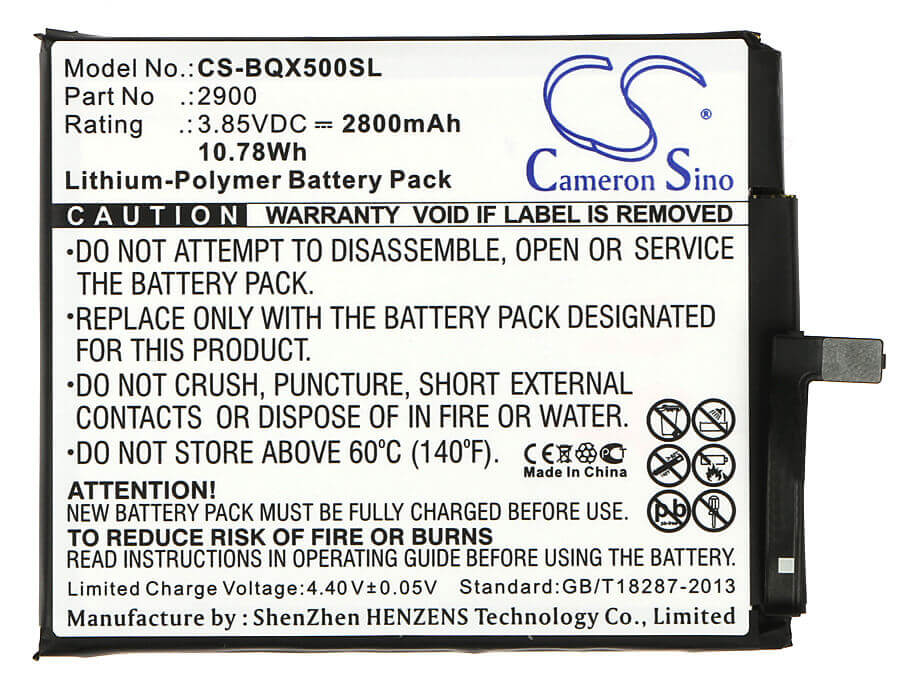 Model No.: CS-BQX500SL
Part No .: 2900
Rating .: 3.85VDC ⎓ 2800mAh
10.78Wh
Lithium-Polymer Battery Pack
CS ®
Cameron Sino
CAUTION WARRANTY VOID IF LABEL IS REMOVED
•DO NOT ATTEMPT TO DISASSEMBLE, OPEN OR SERVICE
THE BATTERY PACK.
•REPLACE ONLY WITH THE BATTERY PACK DESIGNATED
FOR THIS PRODUCT.
•DO NOT CRUSH, PUNCTURE, SHORT EXTERNAL
CONTACTS OR DISPOSE OF IN FIRE OR WATER.
•DO NOT STORE ABOVE 60°C (140°F).
CE PCT
Made In China
pb
ATTENTION!
NEW BATTERY PACK MUST BE FULLY CHARGED BEFORE USE.
TO REDUCE RISK OF FIRE OR BURNS
READ INSTRUCTIONS IN OPERATING GUIDE BEFORE USING THE BATTERY.
Limited Charge Voltage:4.40V±0.05V Standard:GB/T18287-2013
Manufacture by:ShenZhen HENZENS Technology Co., Limited